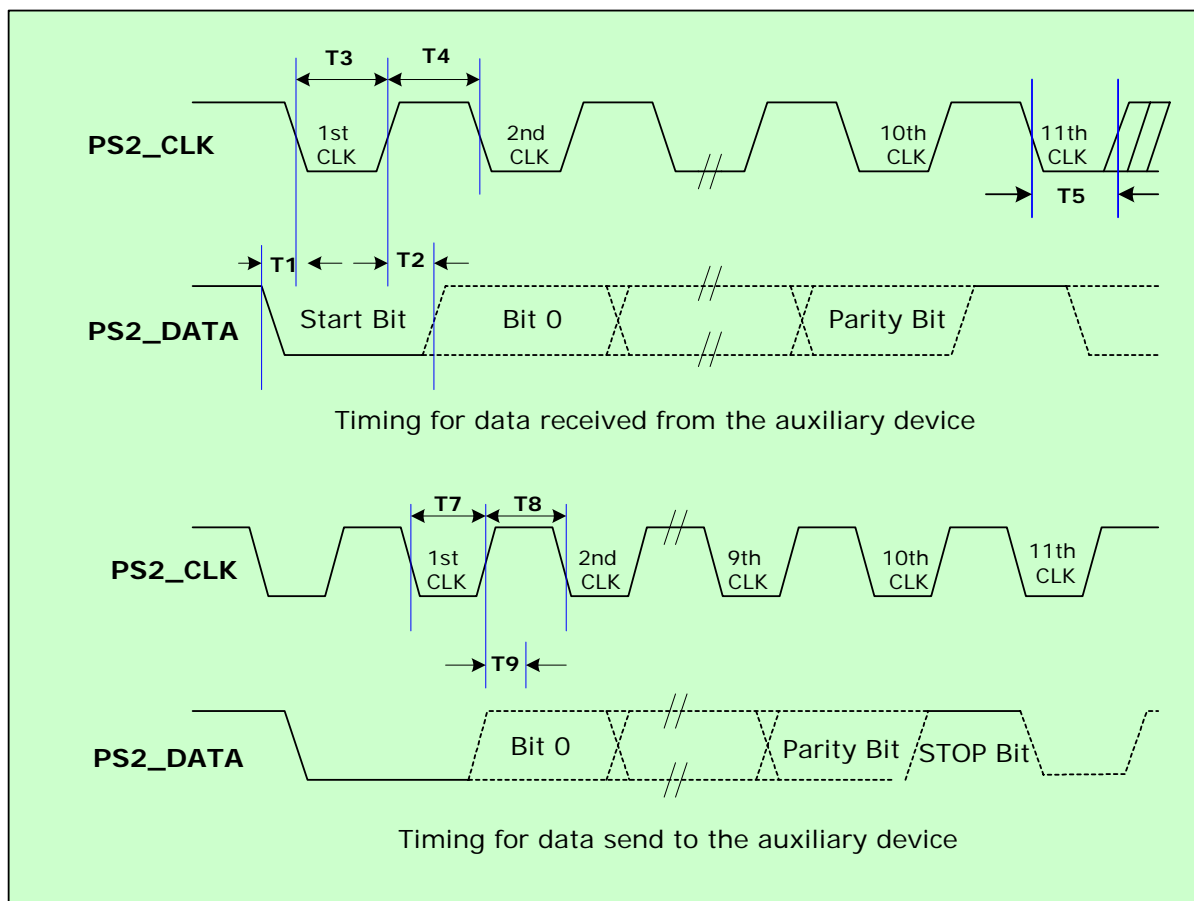 T3 T4
PS2_CLK
1st CLK
2nd CLK
10th CLK
11th CLK
T5
T1
T2
PS2_DATA
Start Bit
Bit 0
Parity Bit
Timing for data received from the auxiliary device
T7 T8
PS2_CLK
1st CLK
2nd CLK
9th CLK
10th CLK
11th CLK
T9
PS2_DATA
Bit 0
Parity Bit
STOP Bit
Timing for data send to the auxiliary device